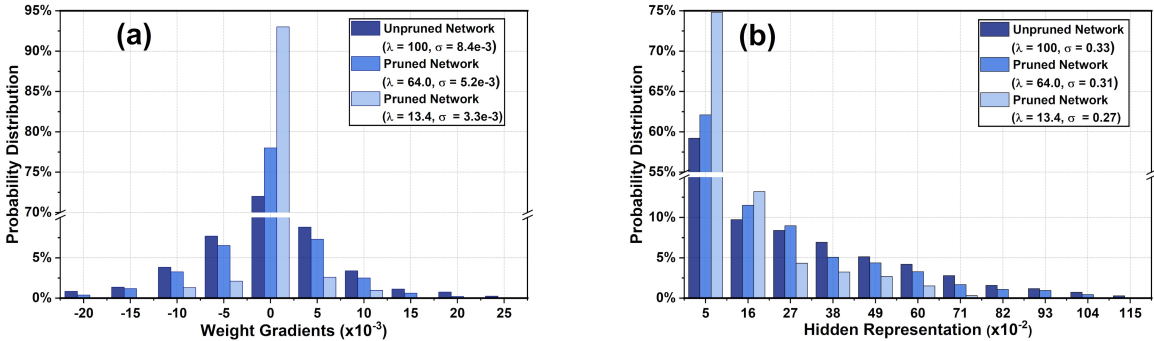 (a)
Unpruned Network
(λ = 100, σ = 8.4e-3)
Pruned Network
(λ = 64.0, σ = 5.2e-3)
Pruned Network
(λ = 13.4, σ = 3.3e-3)
Probability Distribution
95%
90%
85%
80%
75%
70%
5%
0%
-20 -15 -10 -5 0 5 10 15 20 25
Weight Gradients (x10⁻³)
(b)
Unpruned Network
(λ = 100, σ = 0.33)
Pruned Network
(λ = 64.0, σ = 0.31)
Pruned Network
(λ = 13.4, σ = 0.27)
Probability Distribution
75%
70%
65%
60%
55%
10%
5%
0%
5 16 27 38 49 60 71 82 93 104 115
Hidden Representation (x10⁻²)